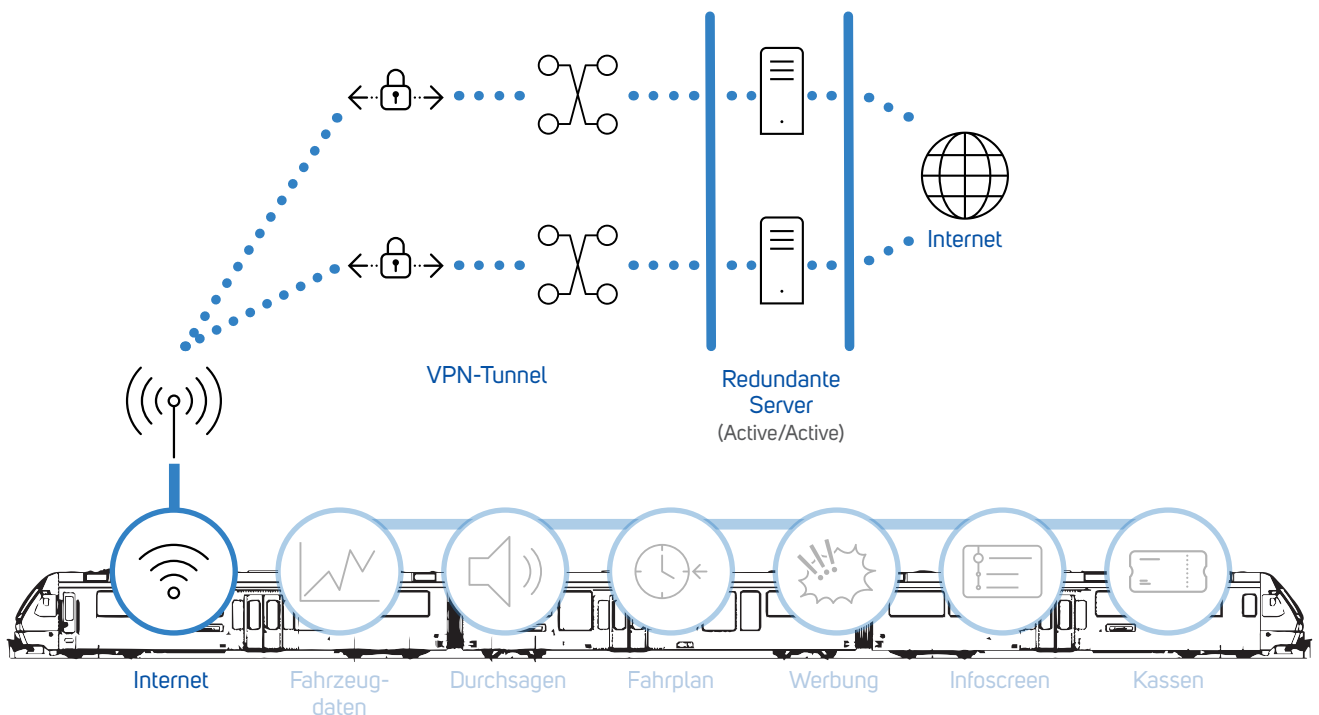 Internet
VPN-Tunnel
Redundante
Server
(Active/Active)
Internet
Fahrzeug-
daten
Durchsagen
Fahrplan
Werbung
Infoscreen
Kassen